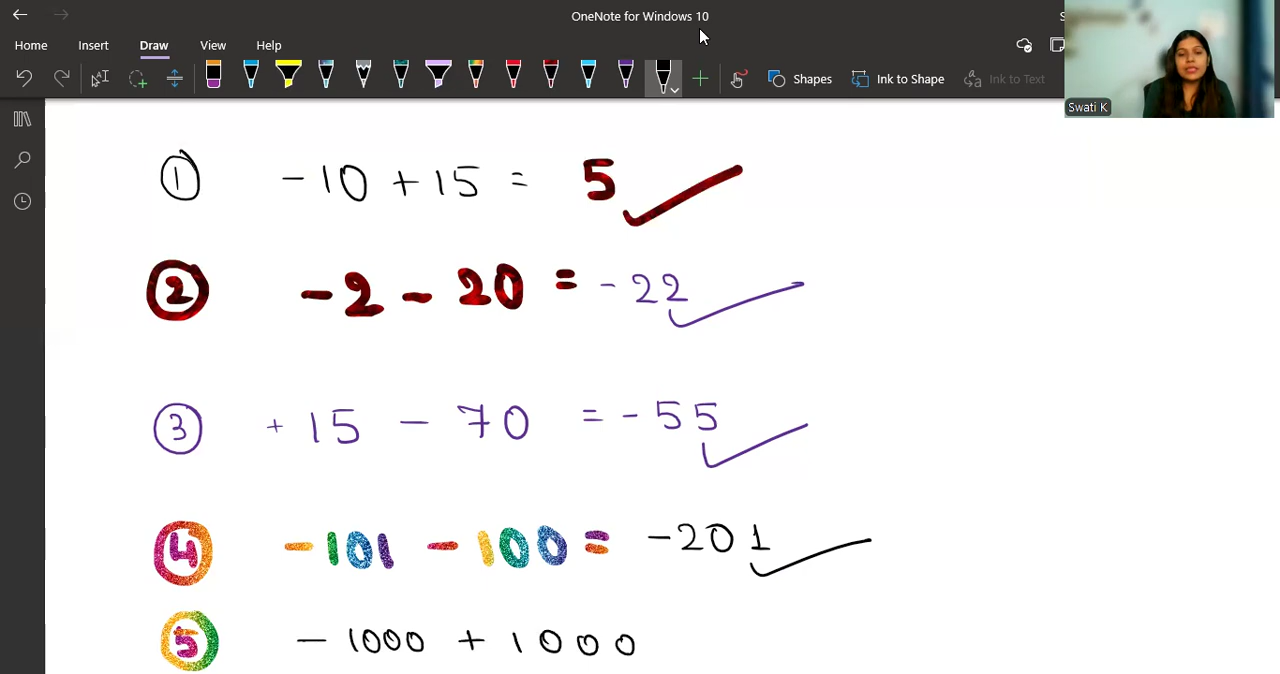 OneNote for Windows 10
Home Insert Draw View Help
Shapes Ink to Shape Ink to Text
Swati K
① -10 + 15 = 5
② -2 - 20 = -22
③ +15 - 70 = -55
④ -101 - 100 = -201
⑤ -1000 + 1000